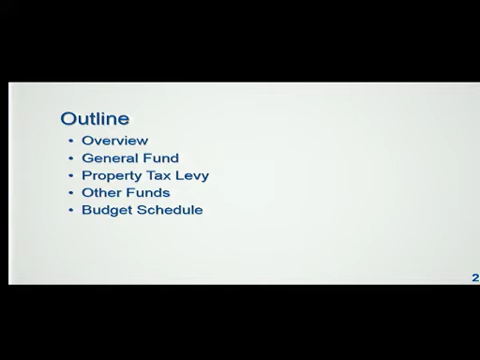 Outline
• Overview
• General Fund
• Property Tax Levy
• Other Funds
• Budget Schedule
2